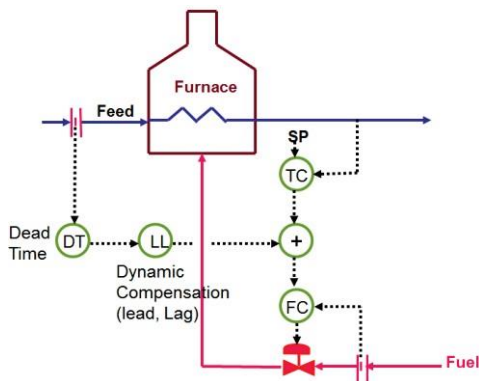 Furnace
Feed
SP
TC
Dead
Time
DT
LL
+
Dynamic
Compensation
(lead, Lag)
FC
Fuel